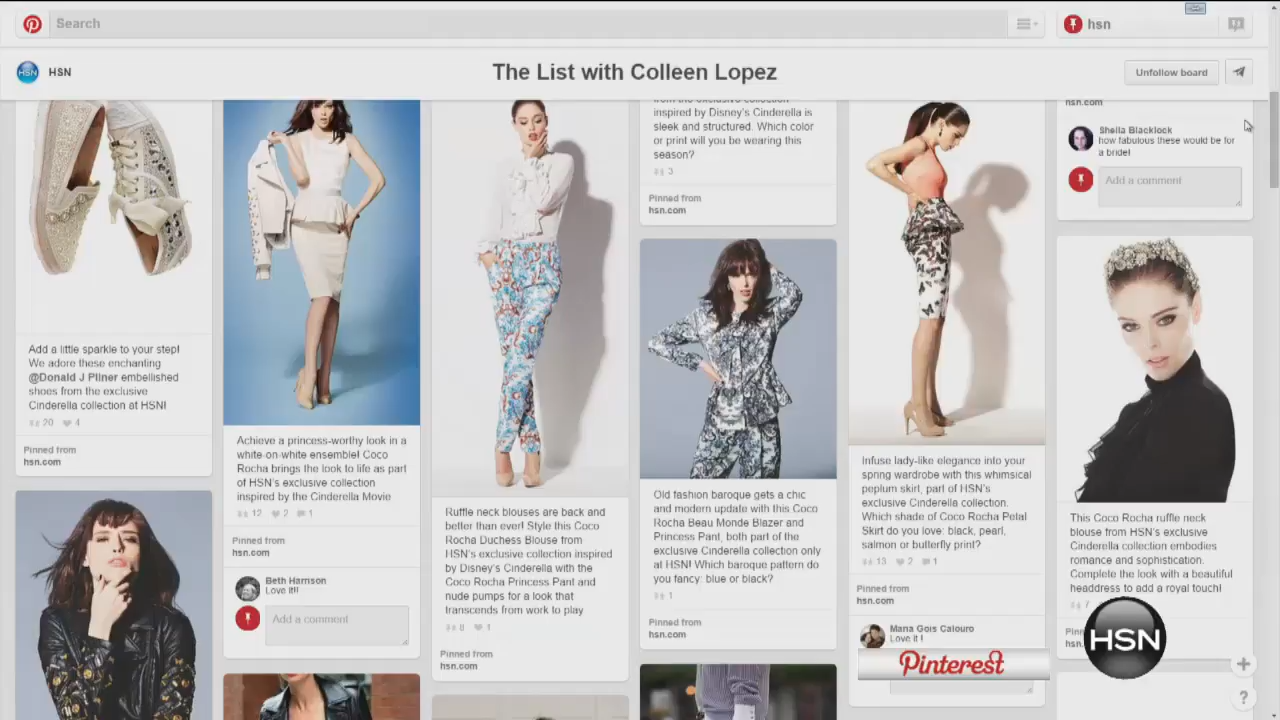 Search
hsn
HSN
The List with Colleen Lopez
Unfollow board
Add a little sparkle to your step!
We adore these enchanting
@Donald J Pliner embellished
shoes from the exclusive
Cinderella collection at HSN!
20 4
Pinned from
hsn.com
Achieve a princess-worthy look in a
white-on-white ensemble! Coco
Rocha brings the look to life as part
of HSN's exclusive collection
inspired by the Cinderella Movie
12 2 1
Pinned from
hsn.com
Beth Harrison
Love it!!
Add a comment
Ruffle neck blouses are back and
better than ever! Style this Coco
Rocha Duchess Blouse from
HSN's exclusive collection inspired
by Disney's Cinderella with the
Coco Rocha Princess Pant and
nude pumps for a look that
transcends from work to play
8 1
Pinned from
hsn.com
from the exclusive collection
inspired by Disney's Cinderella is
sleek and structured. Which color
or print will you be wearing this
season?
3
Pinned from
hsn.com
Old fashion baroque gets a chic
and modern update with this Coco
Rocha Beau Monde Blazer and
Princess Pant, both part of the
exclusive Cinderella collection only
at HSN! Which baroque pattern do
you fancy: blue or black?
1
Pinned from
hsn.com
Infuse lady-like elegance into your
spring wardrobe with this whimsical
peplum skirt, part of HSN's
exclusive Cinderella collection.
Which shade of Coco Rocha Petal
Skirt do you love: black, pearl,
salmon or butterfly print?
13 2 1
Pinned from
hsn.com
Mana Gois Calouro
Love it !
Pinterest
hsn.com
Sheila Blacklock
how fabulous these would be for
a bride!
Add a comment
This Coco Rocha ruffle neck
blouse from HSN's exclusive
Cinderella collection embodies
romance and sophistication.
Complete the look with a beautiful
headdress to add a royal touch!
7
HSN
+
?